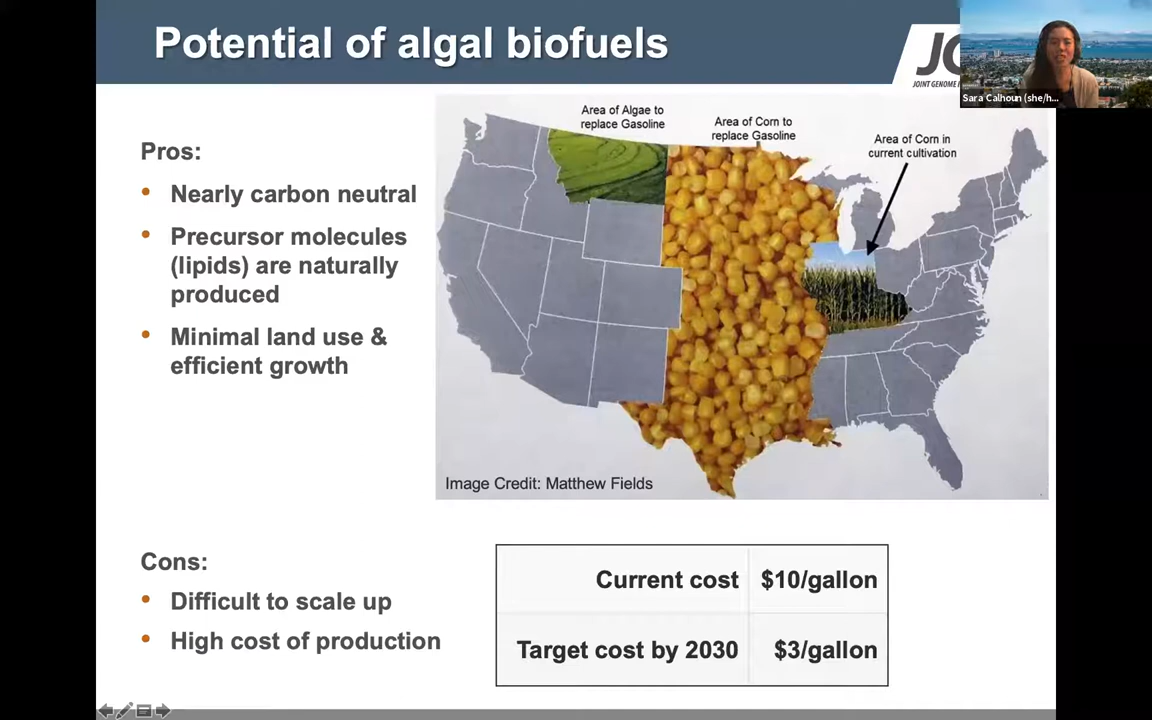 Potential of algal biofuels
JOINT GENOME
Sara Calhoun (she/h...
Pros:
• Nearly carbon neutral
• Precursor molecules
(lipids) are naturally
produced
• Minimal land use &
efficient growth
Area of Algae to
replace Gasoline
Area of Corn to
replace Gasoline
Area of Corn in
current cultivation
Image Credit: Matthew Fields
Cons:
• Difficult to scale up
• High cost of production
Current cost $10/gallon
Target cost by 2030 $3/gallon